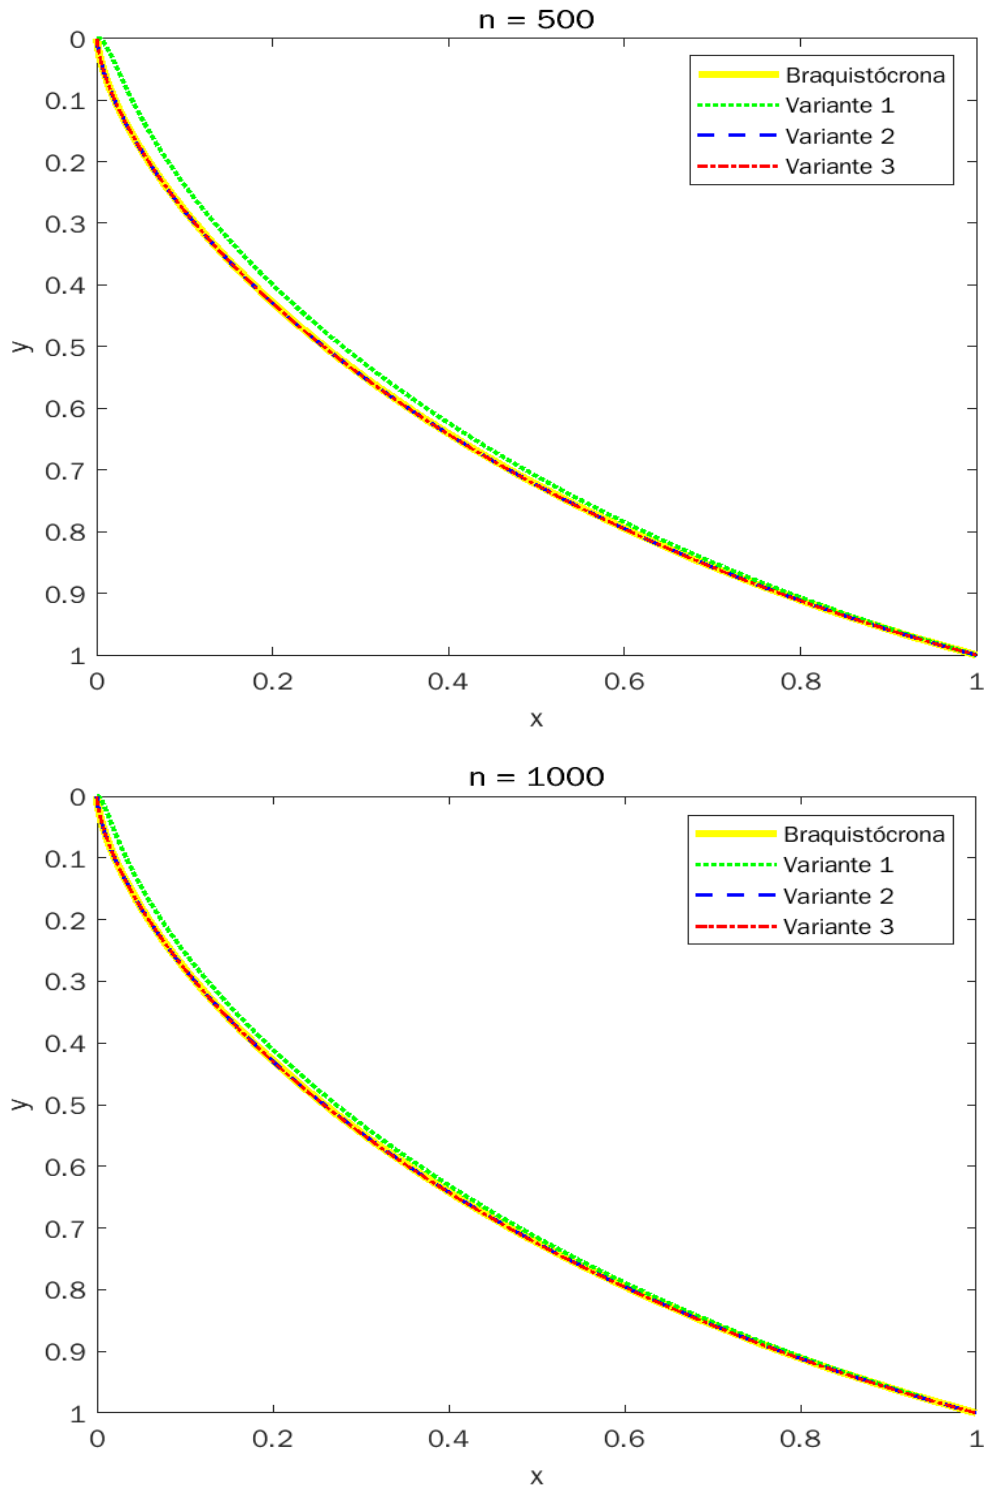 n = 500
0
0.1
0.2
0.3
0.4
0.5
0.6
0.7
0.8
0.9
1
y
Braquistócrona
Variante 1
Variante 2
Variante 3
0 0.2 0.4 0.6 0.8 1
x
n = 1000
0
0.1
0.2
0.3
0.4
0.5
0.6
0.7
0.8
0.9
1
y
Braquistócrona
Variante 1
Variante 2
Variante 3
0 0.2 0.4 0.6 0.8 1
x